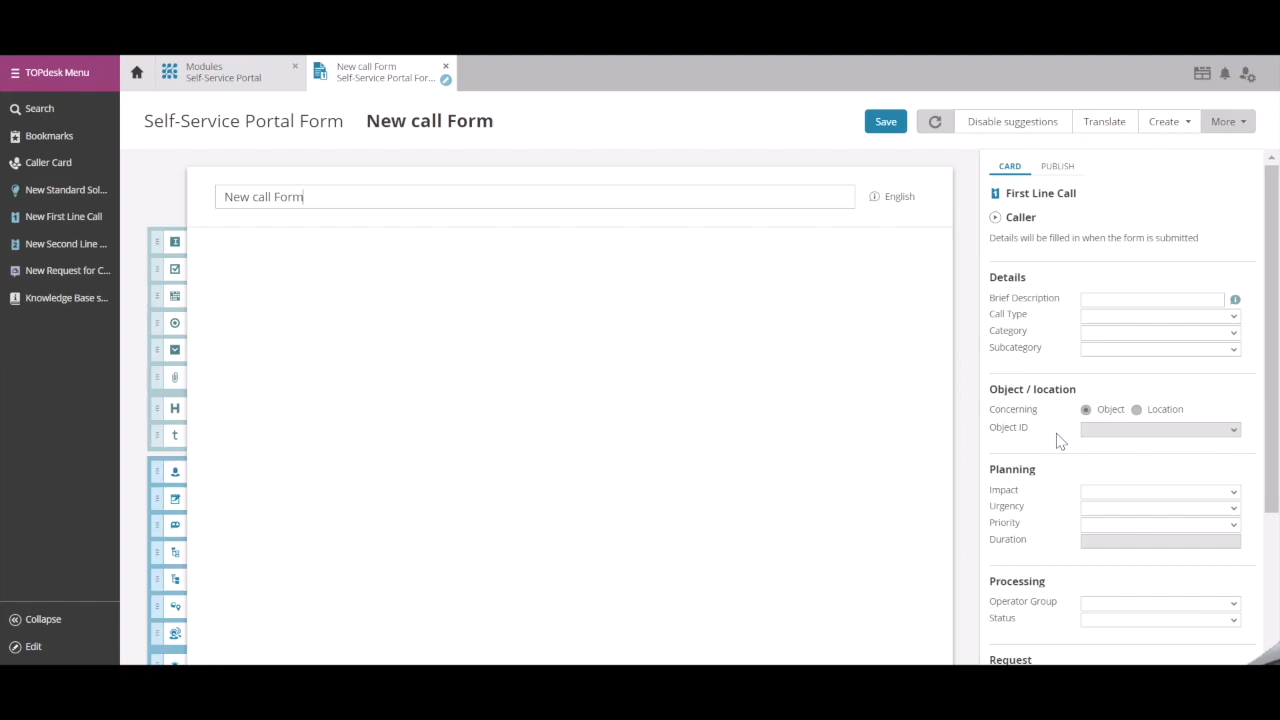 TOPdesk Menu
Modules
Self-Service Portal
New call Form
Self-Service Portal For...
Search
Bookmarks
Caller Card
New Standard Sol...
New First Line Call
New Second Line ...
New Request for C...
Knowledge Base s...
Collapse
Edit
Self-Service Portal Form New call Form
Save
Disable suggestions
Translate
Create
More
New call Form
English
H
t
CARD
PUBLISH
First Line Call
Caller
Details will be filled in when the form is submitted
Details
Brief Description
Call Type
Category
Subcategory
Object / location
Concerning
Object
Location
Object ID
Planning
Impact
Urgency
Priority
Duration
Processing
Operator Group
Status
Request